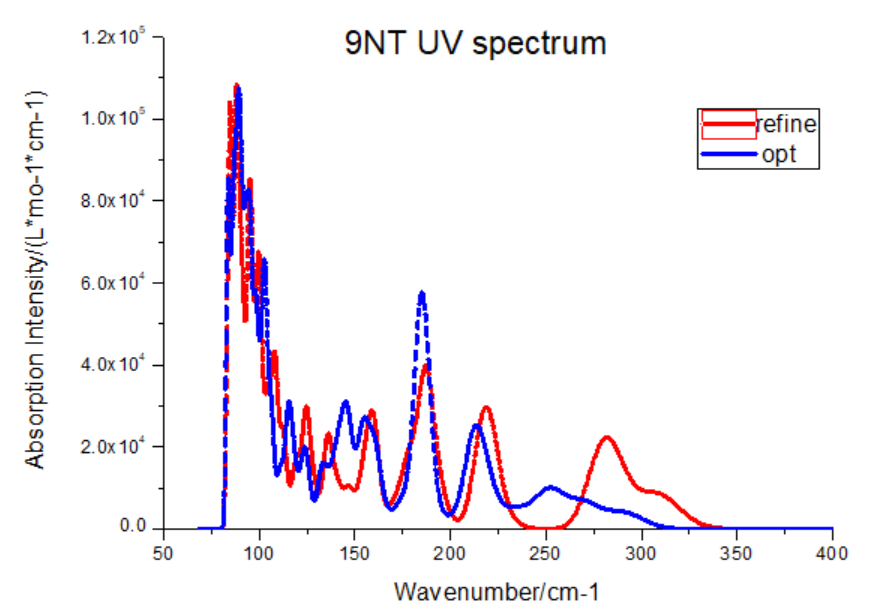 9NT UV spectrum
refine
opt
Absorption Intensity/(L*mo-1*cm-1)
1.2x10^5
1.0x10^5
8.0x10^4
6.0x10^4
4.0x10^4
2.0x10^4
0.0
50 100 150 200 250 300 350 400
Wavenumber/cm-1